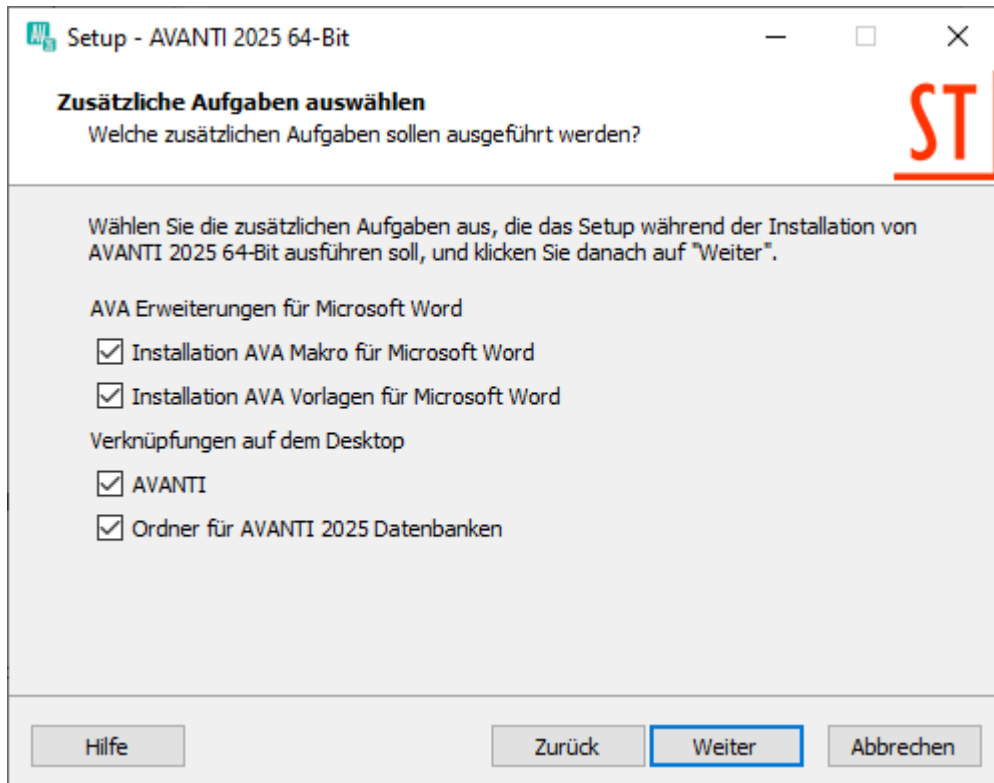 Setup - AVANTI 2025 64-Bit
Zusätzliche Aufgaben auswählen
Welche zusätzlichen Aufgaben sollen ausgeführt werden?
ST
Wählen Sie die zusätzlichen Aufgaben aus, die das Setup während der Installation von
AVANTI 2025 64-Bit ausführen soll, und klicken Sie danach auf "Weiter".
AVA Erweiterungen für Microsoft Word
Installation AVA Makro für Microsoft Word
Installation AVA Vorlagen für Microsoft Word
Verknüpfungen auf dem Desktop
AVANTI
Ordner für AVANTI 2025 Datenbanken
Hilfe
Zurück
Weiter
Abbrechen